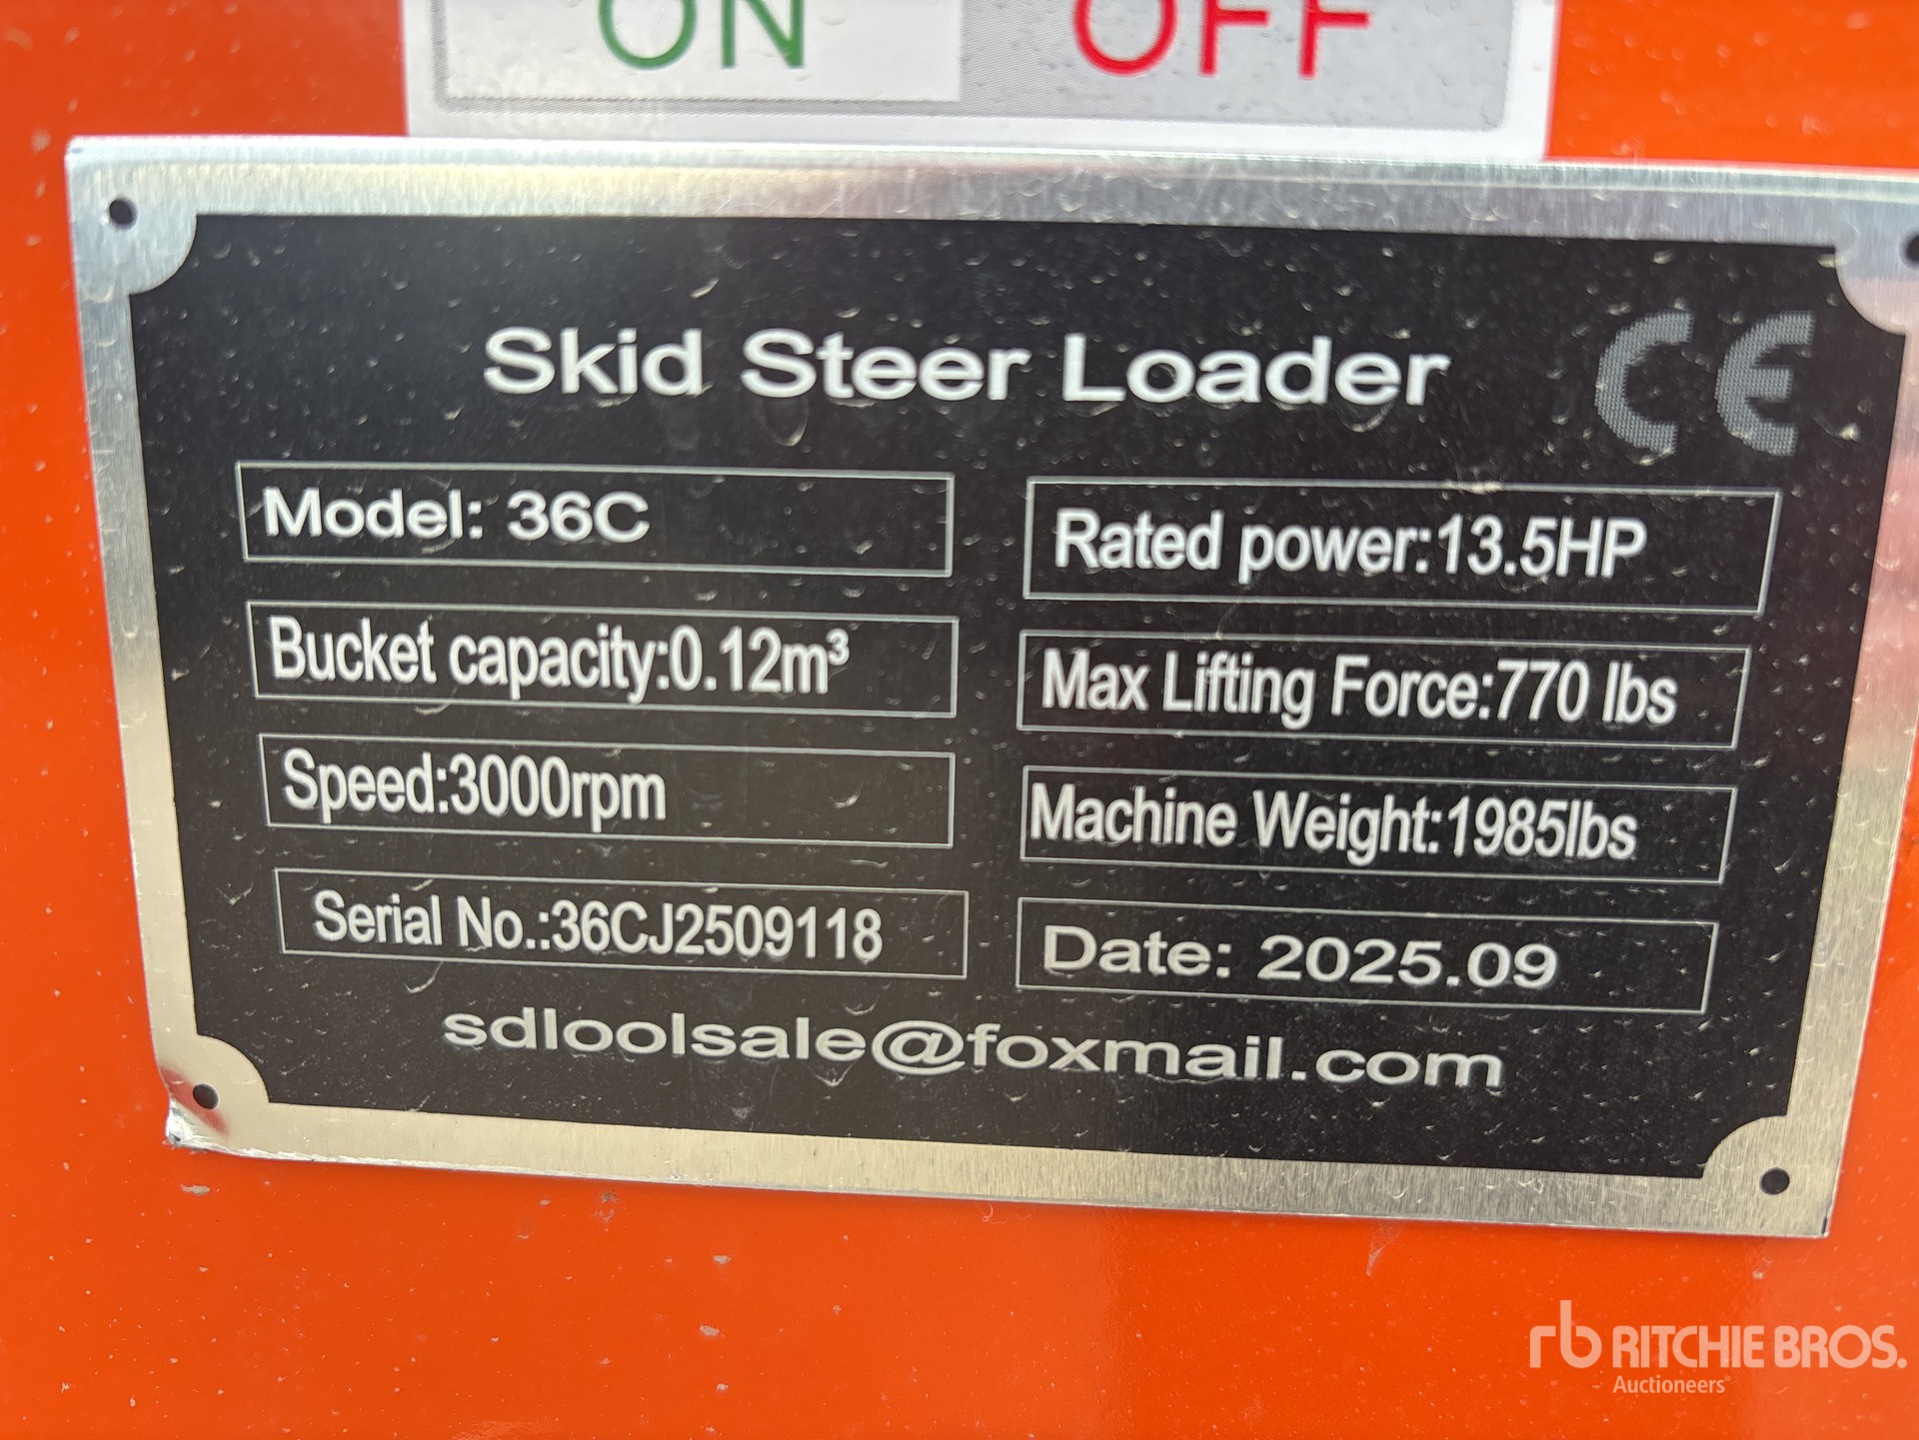 ON OFF
Skid Steer Loader CE
Model: 36C
Rated power:13.5HP
Bucket capacity:0.12m³
Max Lifting Force:770 lbs
Speed:3000rpm
Machine Weight:1985lbs
Serial No.:36CJ2509118
Date: 2025.09
sdloolsale@foxmail.com
rb RITCHIE BROS.
Auctioneers